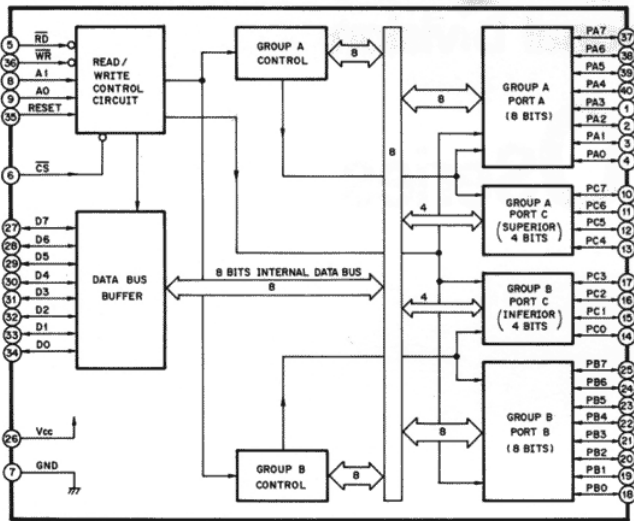 5 RD
36 WR
8 A1
9 A0
35 RESET
6 CS
READ/
WRITE
CONTROL
CIRCUIT
GROUP A
CONTROL
8
8
8
GROUP A
PORT A
(8 BITS)
PA7 37
PA6 38
PA5 39
PA4 40
PA3 1
PA2 2
PA1 3
PA0 4
4
GROUP A
PORT C
(SUPERIOR)
4 BITS
PC7 10
PC6 11
PC5 12
PC4 13
27 D7
28 D6
29 D5
30 D4
31 D3
32 D2
33 D1
34 D0
DATA BUS
BUFFER
8 BITS INTERNAL DATA BUS
8
4
GROUP B
PORT C
(INFERIOR)
4 BITS
PC3 17
PC2 16
PC1 15
PC0 14
26 Vcc
7 GND
GROUP B
CONTROL
8
8
GROUP B
PORT B
(8 BITS)
PB7 25
PB6 24
PB5 23
PB4 22
PB3 21
PB2 20
PB1 19
PB0 18